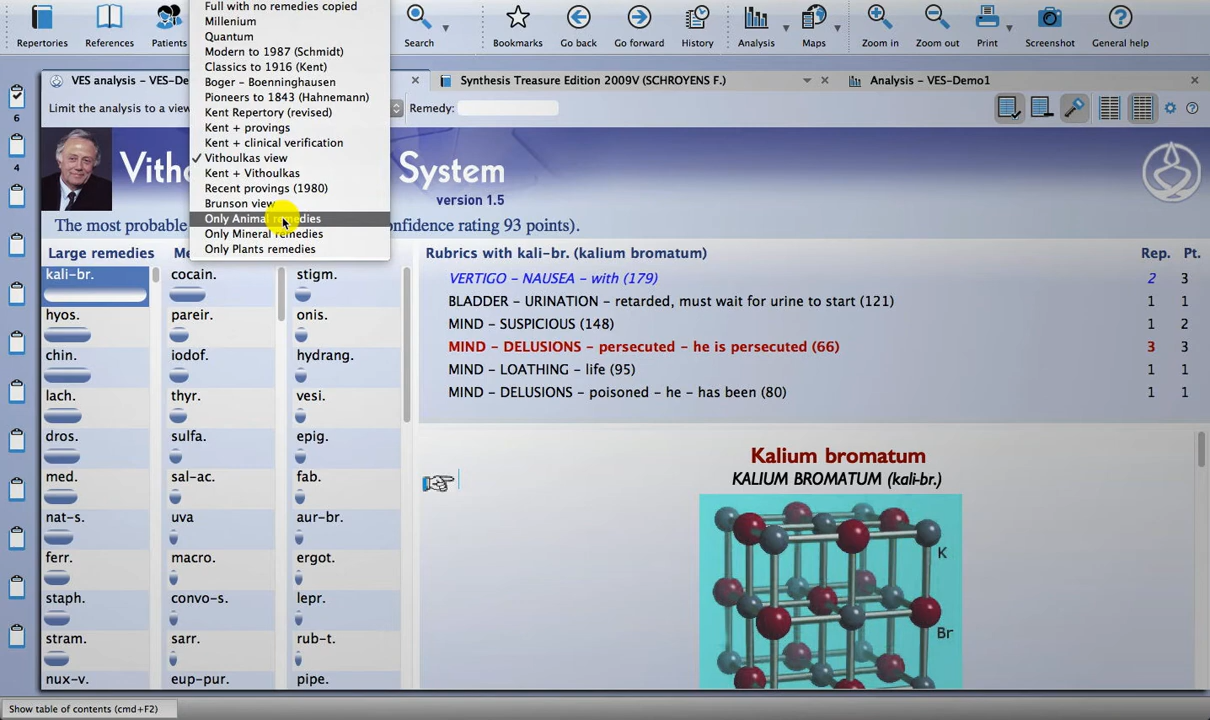 Repertories
References
Patients
Search
Bookmarks
Go back
Go forward
History
Analysis
Maps
Zoom in
Zoom out
Print
Screenshot
General help
Full with no remedies copied
Millenium
Quantum
Modern to 1987 (Schmidt)
Classics to 1916 (Kent)
Boger - Boenninghausen
Pioneers to 1843 (Hahnemann)
Kent Repertory (revised)
Kent + provings
Kent + clinical verification
✓ Vithoulkas view
Kent + Vithoulkas
Recent provings (1980)
Brunson view
Only Animal remedies
Only Mineral remedies
Only Plants remedies
VES analysis - VES-De
Synthesis Treasure Edition 2009V (SCHROYENS F.)
Analysis - VES-Demo1
Limit the analysis to a view
Remedy:
6
4
Vitho
System
version 1.5
The most probable
nfidence rating 93 points).
Large remedies
Me
kali-br.
hyos.
chin.
lach.
dros.
med.
nat-s.
ferr.
staph.
stram.
nux-v.
cocain.
pareir.
iodof.
thyr.
sulfa.
sal-ac.
uva
macro.
convo-s.
sarr.
eup-pur.
stigm.
onis.
hydrang.
vesi.
epig.
fab.
aur-br.
ergot.
lepr.
rub-t.
pipe.
Rubrics with kali-br. (kalium bromatum) Rep. Pt.
VERTIGO - NAUSEA - with (179) 2 3
BLADDER - URINATION - retarded, must wait for urine to start (121) 1 1
MIND - SUSPICIOUS (148) 1 2
MIND - DELUSIONS - persecuted - he is persecuted (66) 3 3
MIND - LOATHING - life (95) 1 1
MIND - DELUSIONS - poisoned - he - has been (80) 1 1
Kalium bromatum
KALIUM BROMATUM (kali-br.)
K
Br
Show table of contents (cmd+F2)